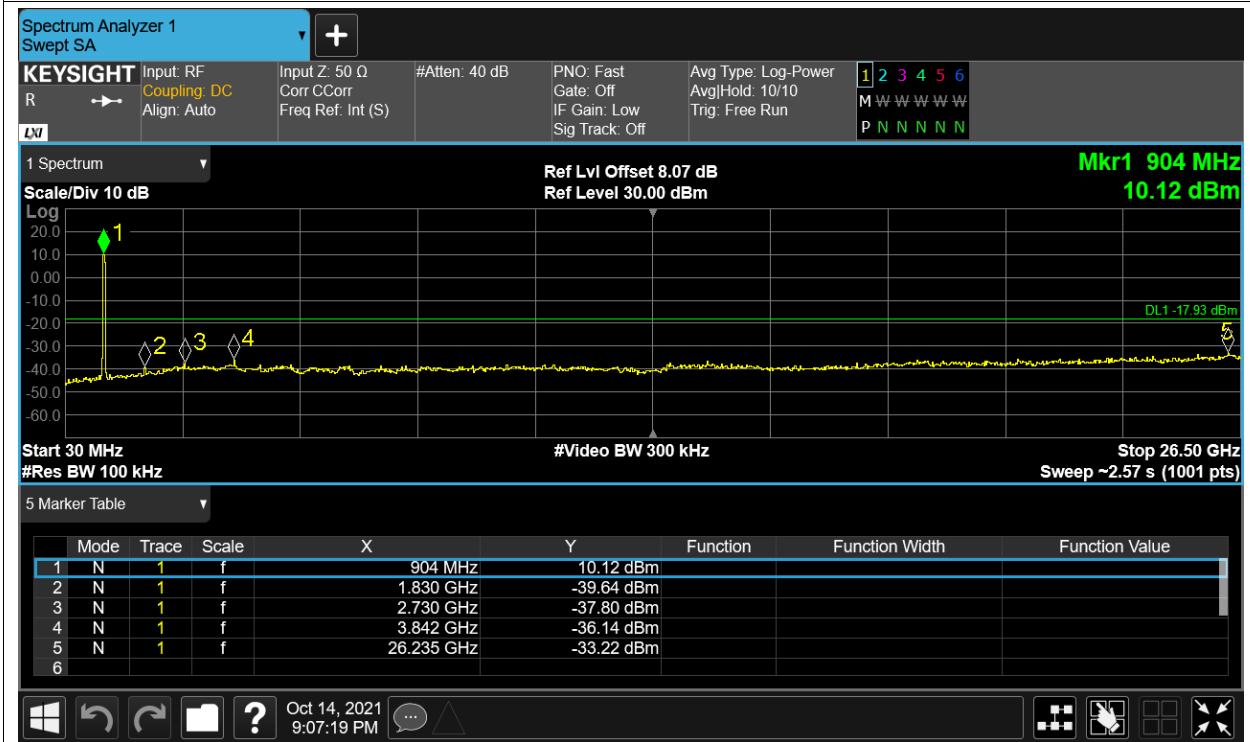 Spectrum Analyzer 1
Swept SA
+
KEYSIGHT Input: RF Input Z: 50 Ω #Atten: 40 dB PNO: Fast Avg Type: Log-Power 1 2 3 4 5 6
R Coupling: DC Corr CCorr Gate: Off Avg|Hold: 10/10 M W W W W W
Align: Auto Freq Ref: Int (S) IF Gain: Low Trig: Free Run
LXI Sig Track: Off P N N N N N
1 Spectrum Ref Lvl Offset 8.07 dB Mkr1 904 MHz
Scale/Div 10 dB Ref Level 30.00 dBm 10.12 dBm
Log
20.0 1
10.0
0.00
-10.0
DL1 -17.93 dBm
-20.0
-30.0 2 3 4 5
-40.0
-50.0
-60.0
Start 30 MHz #Video BW 300 kHz Stop 26.50 GHz
#Res BW 100 kHz Sweep ~2.57 s (1001 pts)
5 Marker Table
Mode Trace Scale X Y Function Function Width Function Value
1 N 1 f 904 MHz 10.12 dBm
2 N 1 f 1.830 GHz -39.64 dBm
3 N 1 f 2.730 GHz -37.80 dBm
4 N 1 f 3.842 GHz -36.14 dBm
5 N 1 f 26.235 GHz -33.22 dBm
6
? Oct 14, 2021
9:07:19 PM